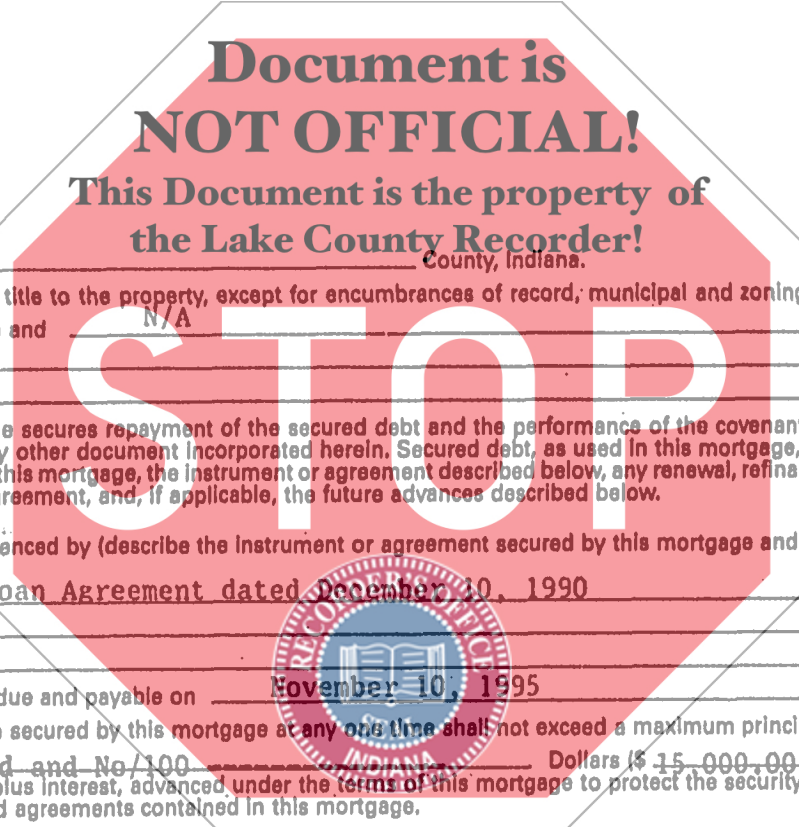 Document is
NOT OFFICIAL!
This Document is the property of
the Lake County Recorder!
County, Indiana.
title to the property, except for encumbrances of record, municipal and zoning
and N/A
STOP
e secures repayment of the secured debt and the performance of the covenant
y other document incorporated herein. Secured debt, as used in this mortgage,
this mortgage, the instrument or agreement described below, any renewal, refina
reement, and, if applicable, the future advances described below.
enced by (describe the instrument or agreement secured by this mortgage and
oan Agreement dated December 10, 1990
RECORDER'S OFFICE
due and payable on November 10, 1995
secured by this mortgage at any one time shall not exceed a maximum princi
SEAL
INDIANA
d and No/100 Dollars ($ 15,000.00
plus interest, advanced under the terms of this mortgage to protect the security
d agreements contained in this mortgage.